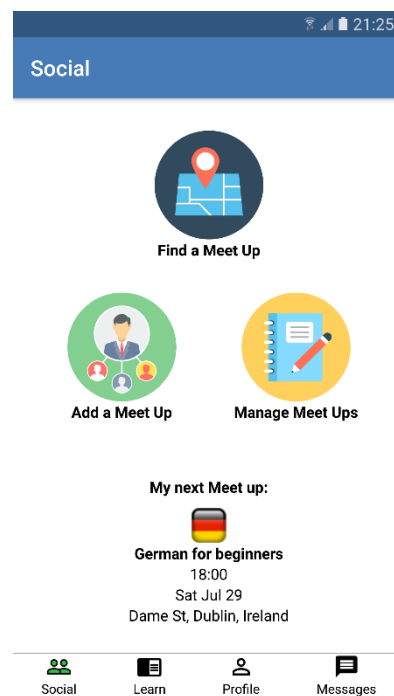 21:25
Social
Find a Meet Up
Add a Meet Up
Manage Meet Ups
My next Meet up:
German for beginners
18:00
Sat Jul 29
Dame St, Dublin, Ireland
Social
Learn
Profile
Messages